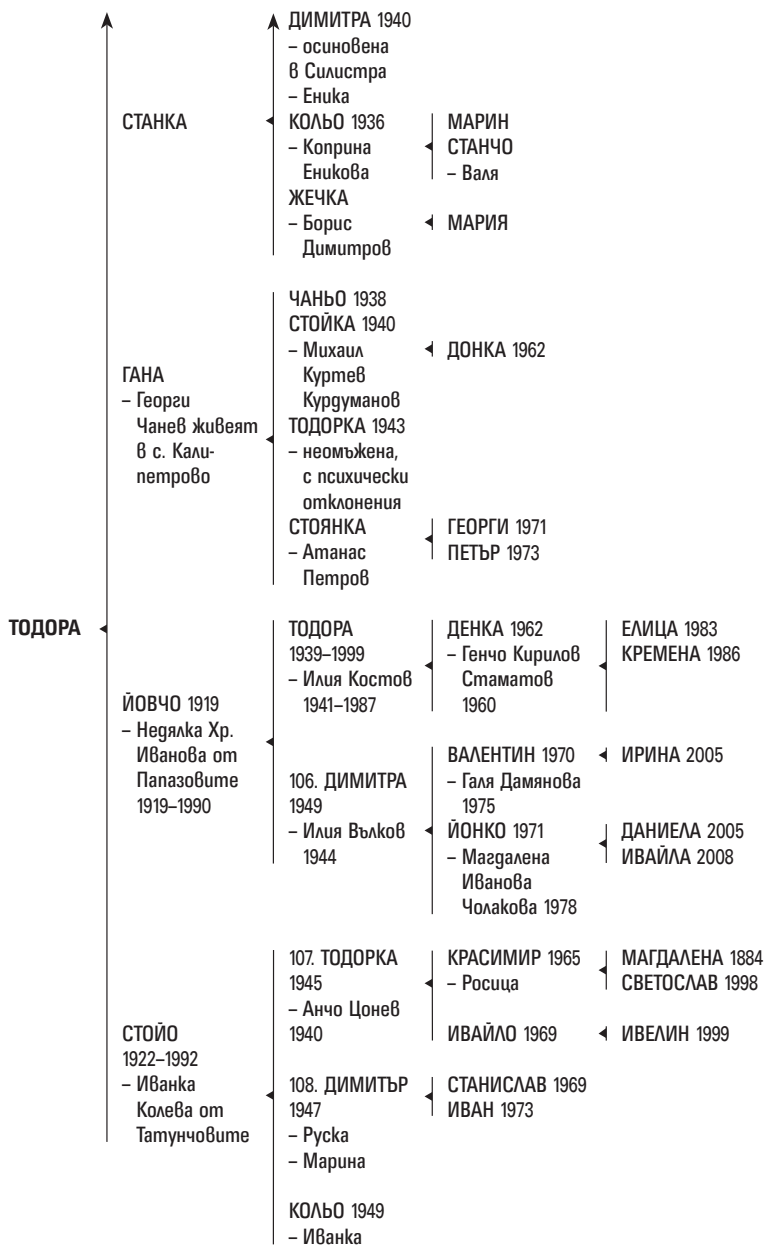 ДИМИТРА 1940
– осиновена
в Силистра
– Еника
СТАНКА
КОЛЬО 1936
– Коприна
Еникова
МАРИН
СТАНЧО
– Валя
ЖЕЧКА
– Борис
Димитров
МАРИЯ
ГАНА
– Георги
Чанев живеят
в с. Кали-
петрово
ЧАНЬО 1938
СТОЙКА 1940
– Михаил
Куртев
Курдуманов
ДОНКА 1962
ТОДОРКА 1943
– неомъжена,
с психически
отклонения
СТОЯНКА
– Атанас
Петров
ГЕОРГИ 1971
ПЕТЪР 1973
ТОДОРА
ЙОВЧО 1919
– Недялка Хр.
Иванова от
Папазовите
1919–1990
ТОДОРА
1939–1999
– Илия Костов
1941–1987
ДЕНКА 1962
– Генчо Кирилов
Стаматов
1960
ЕЛИЦА 1983
КРЕМЕНА 1986
106. ДИМИТРА
1949
– Илия Вълков
1944
ВАЛЕНТИН 1970
– Галя Дамянова
1975
ИРИНА 2005
ЙОНКО 1971
– Магдалена
Иванова
Чолакова 1978
ДАНИЕЛА 2005
ИВАЙЛА 2008
СТОЙО
1922–1992
– Иванка
Колева от
Татунчовите
107. ТОДОРКА
1945
– Анчо Цонев
1940
КРАСИМИР 1965
– Росица
МАГДАЛЕНА 1884
СВЕТОСЛАВ 1998
ИВАЙЛО 1969
ИВЕЛИН 1999
108. ДИМИТЪР
1947
– Руска
– Марина
СТАНИСЛАВ 1969
ИВАН 1973
КОЛЬО 1949
– Иванка